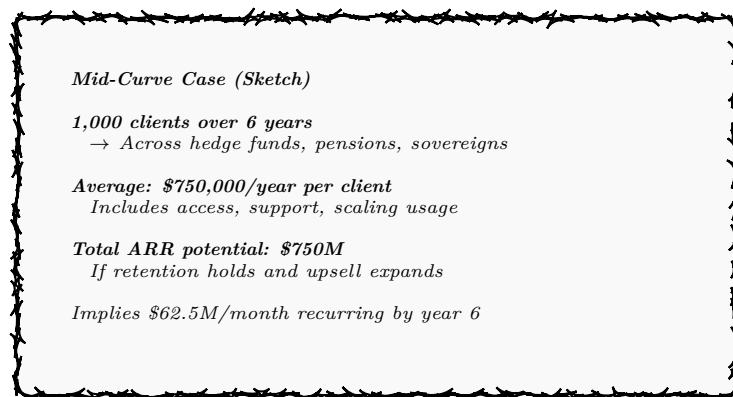 Mid-Curve Case (Sketch)
1,000 clients over 6 years
→ Across hedge funds, pensions, sovereigns
Average: $750,000/year per client
Includes access, support, scaling usage
Total ARR potential: $750M
If retention holds and upsell expands
Implies $62.5M/month recurring by year 6